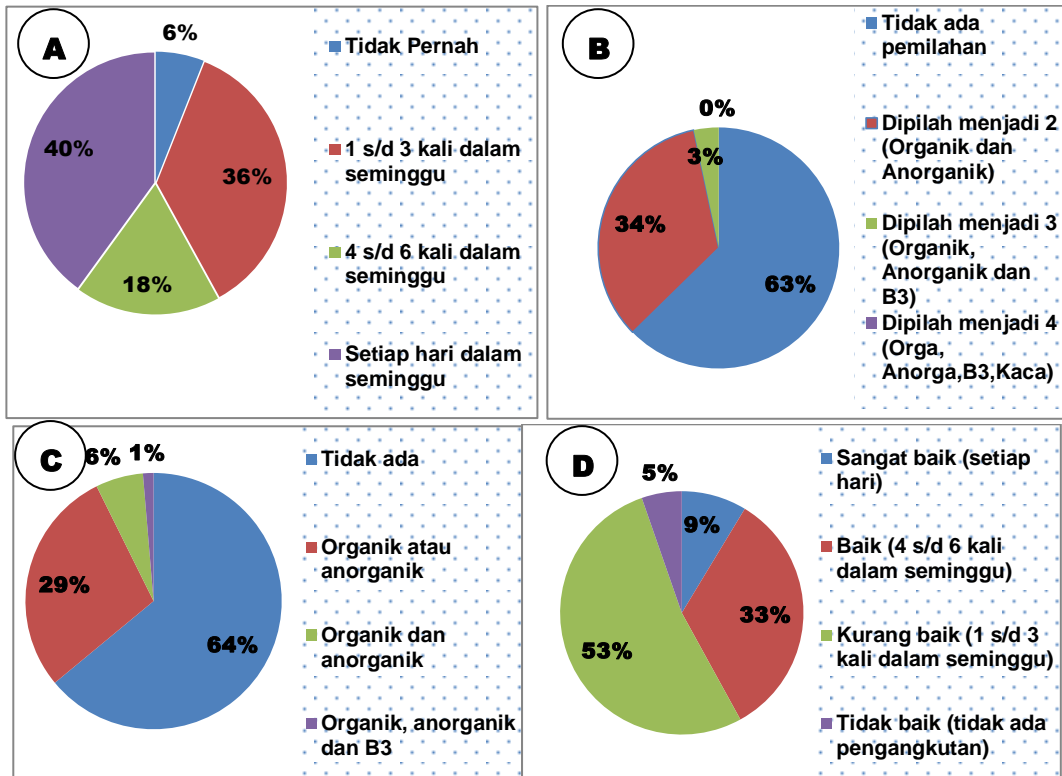 A
6%
40%
36%
18%
Tidak Pernah
1 s/d 3 kali dalam
seminggu
4 s/d 6 kali dalam
seminggu
Setiap hari dalam
seminggu
B
0%
3%
34%
63%
Tidak ada
pemilahan
Dipilah menjadi 2
(Organik dan
Anorganik)
Dipilah menjadi 3
(Organik,
Anorganik dan
B3)
Dipilah menjadi 4
(Orga,
Anorga,B3,Kaca)
C
6%
1%
29%
64%
Tidak ada
Organik atau
anorganik
Organik dan
anorganik
Organik, anorganik
dan B3
D
5%
9%
33%
53%
Sangat baik (setiap
hari)
Baik (4 s/d 6 kali
dalam seminggu)
Kurang baik (1 s/d 3
kali dalam seminggu)
Tidak baik (tidak ada
pengangkutan)